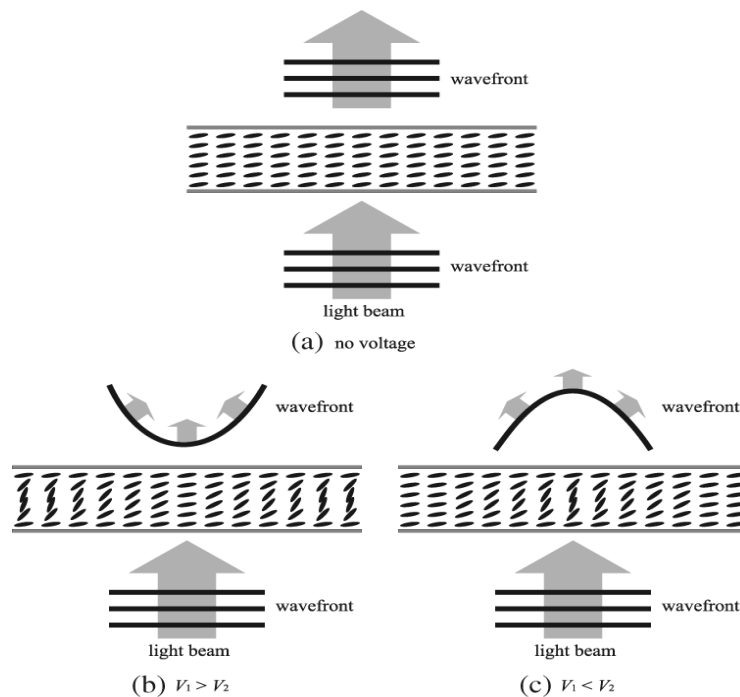 wavefront
wavefront
light beam
(a) no voltage
wavefront
wavefront
wavefront
wavefront
light beam
light beam
(b) V₁ > V₂
(c) V₁ < V₂